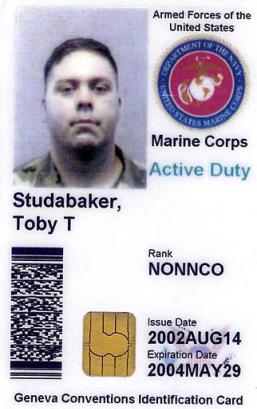 Armed Forces of the
United States
DEPARTMENT OF THE NAVY
UNITED STATES MARINE CORPS
Marine Corps
Active Duty
Studabaker,
Toby T
Rank
NONNCO
Issue Date
2002AUG14
Expiration Date
2004MAY29
Geneva Conventions Identification Card